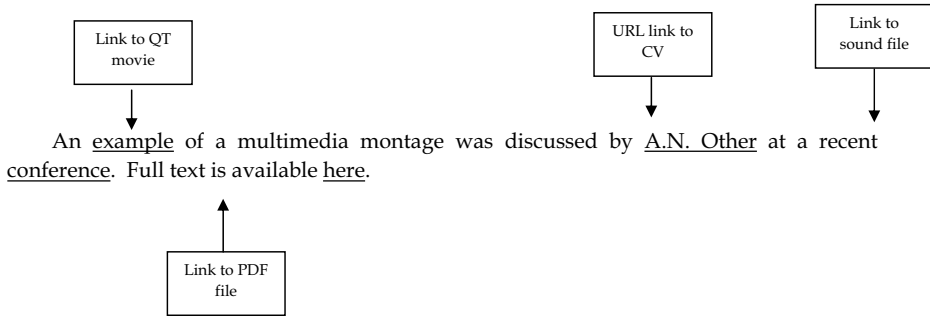 Link to QT
movie
URL link to
CV
Link to
sound file
An example of a multimedia montage was discussed by A.N. Other at a recent
conference. Full text is available here.
Link to PDF
file